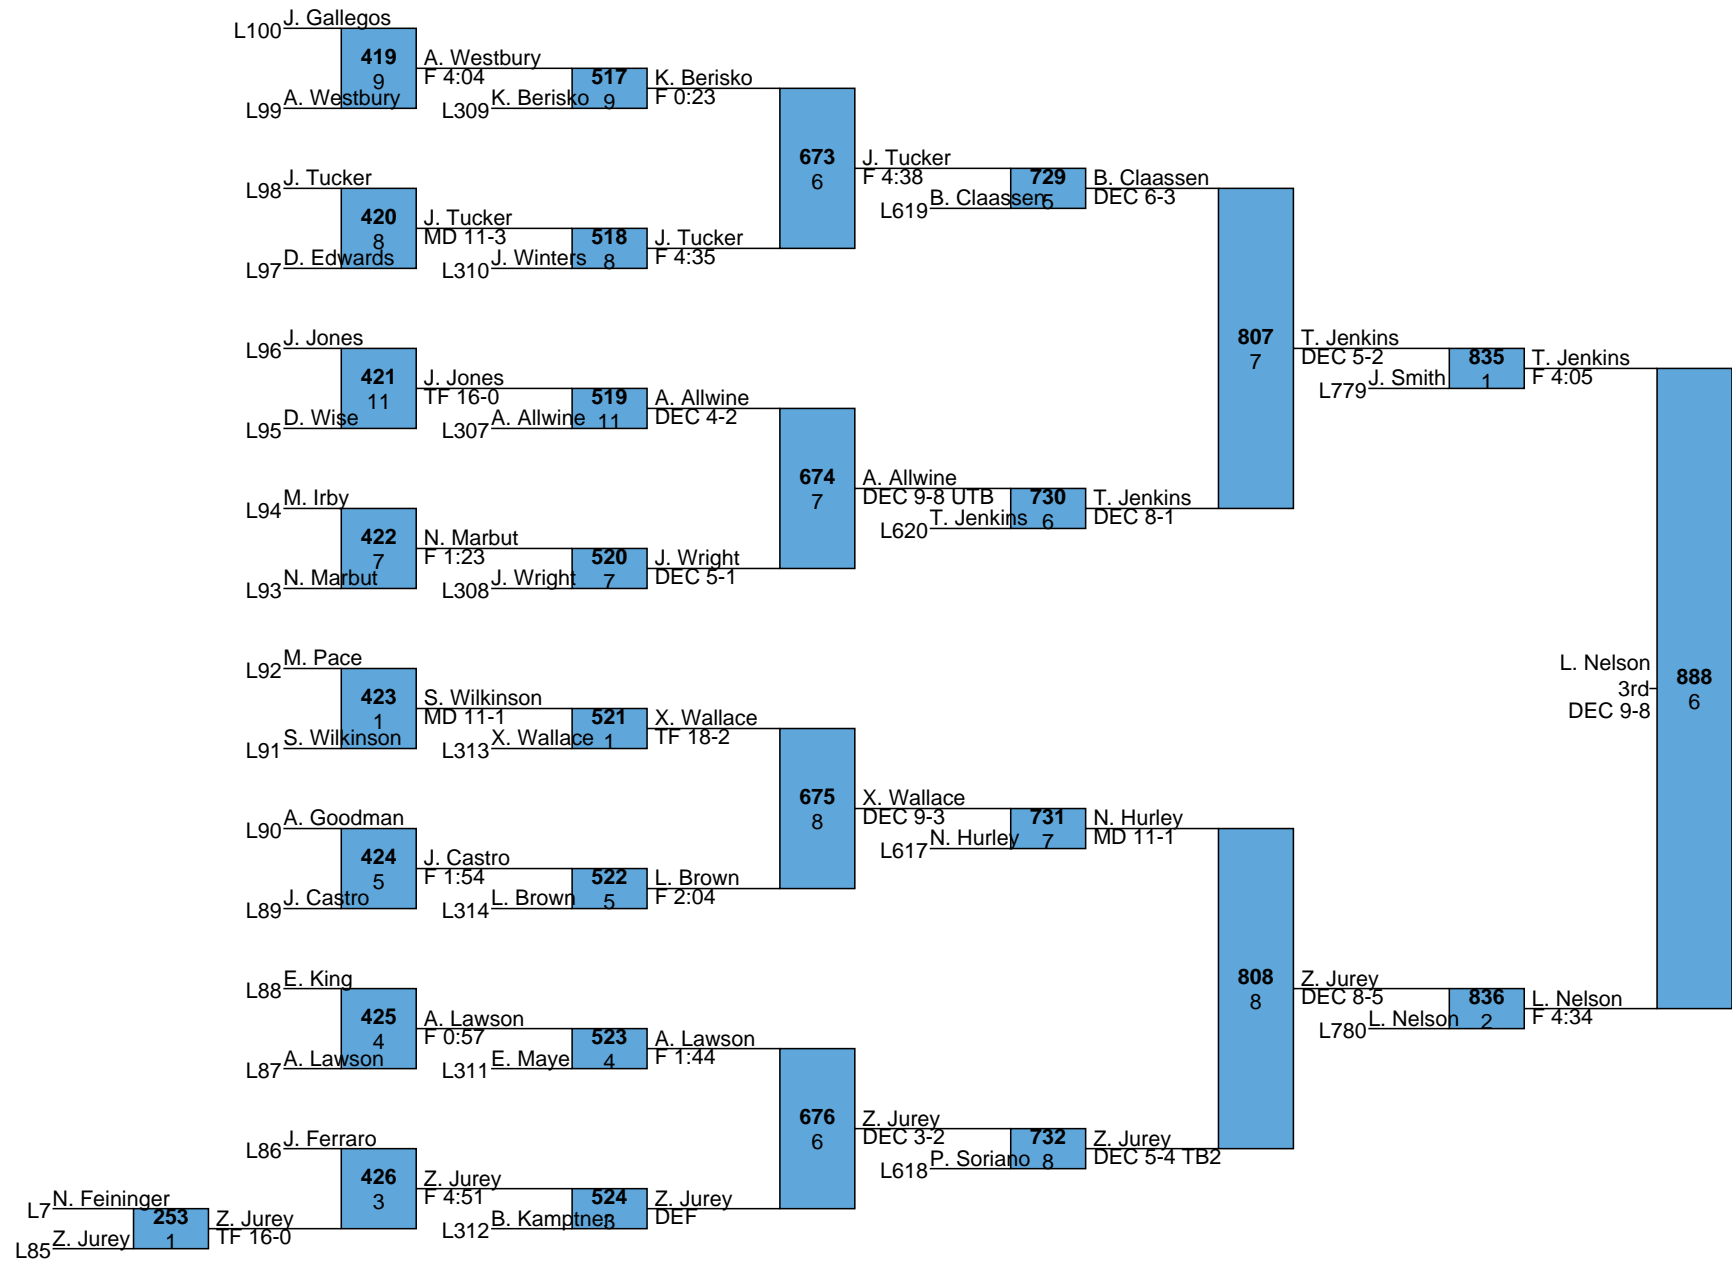 J. Gallegos
L100
419
9
A. Westbury
L99
A. Westbury
F 4:04
K. Berisko
L309
517
9
K. Berisko
F 0:23
J. Tucker
L98
420
8
D. Edwards
L97
J. Tucker
MD 11-3
J. Winters
L310
518
8
J. Tucker
F 4:35
673
6
J. Tucker
F 4:38
B. Claassen
L619
729
5
B. Claassen
DEC 6-3
J. Jones
L96
421
11
D. Wise
L95
J. Jones
TF 16-0
A. Allwine
L307
519
11
A. Allwine
DEC 4-2
M. Irby
L94
422
7
N. Marbut
L93
N. Marbut
F 1:23
J. Wright
L308
520
7
J. Wright
DEC 5-1
674
7
A. Allwine
DEC 9-8 UTB
T. Jenkins
L620
730
6
T. Jenkins
DEC 8-1
807
7
T. Jenkins
DEC 5-2
J. Smith
L779
835
1
T. Jenkins
F 4:05
M. Pace
L92
423
1
S. Wilkinson
L91
S. Wilkinson
MD 11-1
X. Wallace
L313
521
1
X. Wallace
TF 18-2
A. Goodman
L90
424
5
J. Castro
L89
J. Castro
F 1:54
L. Brown
L314
522
5
L. Brown
F 2:04
675
8
X. Wallace
DEC 9-3
N. Hurley
L617
731
7
N. Hurley
MD 11-1
E. King
L88
425
4
A. Lawson
L87
A. Lawson
F 0:57
E. Maye
L311
523
4
A. Lawson
F 1:44
J. Ferraro
L86
426
3
N. Feininger
L7
253
1
Z. Jurey
L85
Z. Jurey
TF 16-0
Z. Jurey
F 4:51
B. Kamptner
L312
524
3
Z. Jurey
DEF
676
6
Z. Jurey
DEC 3-2
P. Soriano
L618
732
8
Z. Jurey
DEC 5-4 TB2
808
8
Z. Jurey
DEC 8-5
L. Nelson
L780
836
2
L. Nelson
F 4:34
L. Nelson
3rd
DEC 9-8
888
6